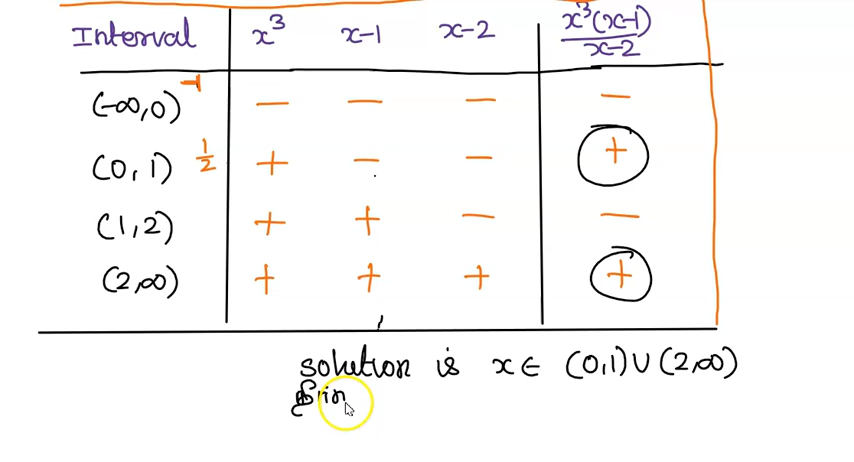 Interval x³ x-1 x-2 x³(x-1)/x-2
(-∞,0) -1 − − − −
(0,1) 1/2 + − − +
(1,2) + + − −
(2,∞) + + + +
solution is x∈ (0,1)∪(2,∞)